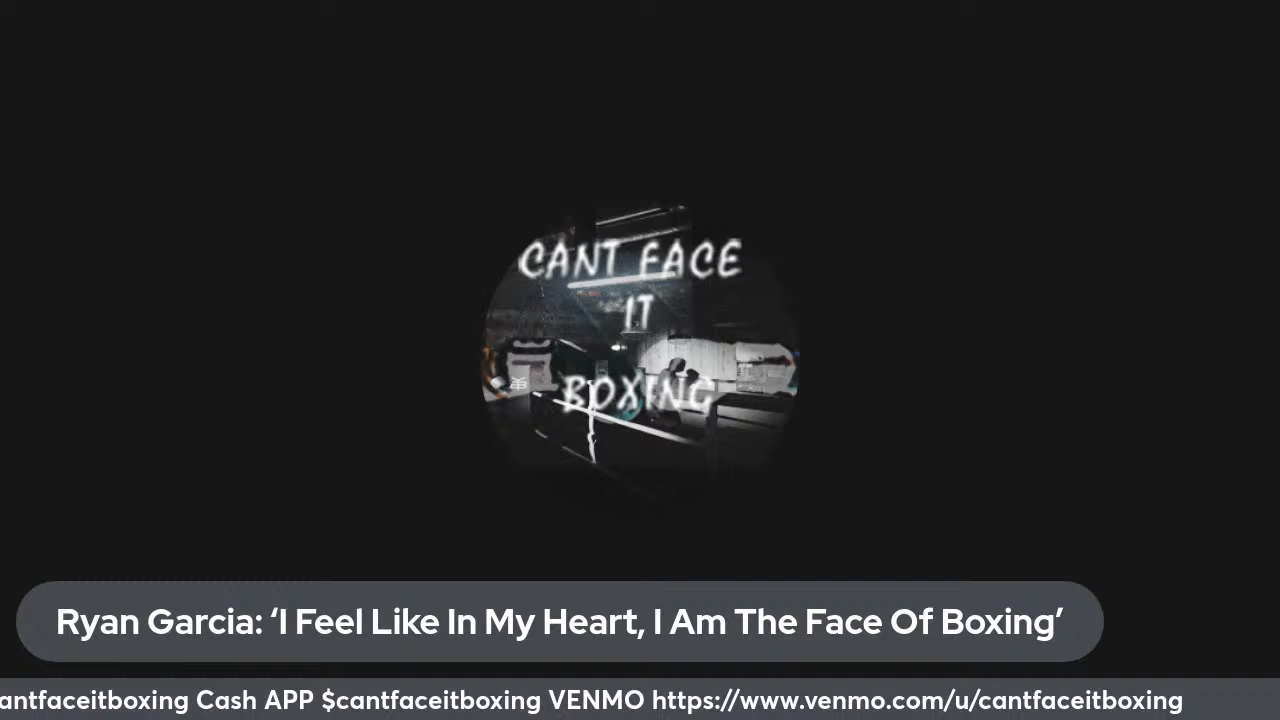 CANT FACE
IT
BOXING
Ryan Garcia: ‘I Feel Like In My Heart, I Am The Face Of Boxing’
antfaceitboxing Cash APP $cantfaceitboxing VENMO https://www.venmo.com/u/cantfaceitboxing